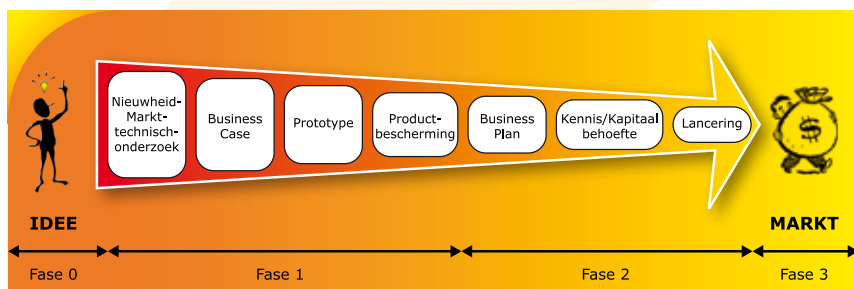 Nieuwheid-
Markt-
technisch-
onderzoek
Business
Case
Prototype
Product-
bescherming
Business
Plan
Kennis/Kapitaal
behoefte
Lancering
$
IDEE
MARKT
Fase 0
Fase 1
Fase 2
Fase 3